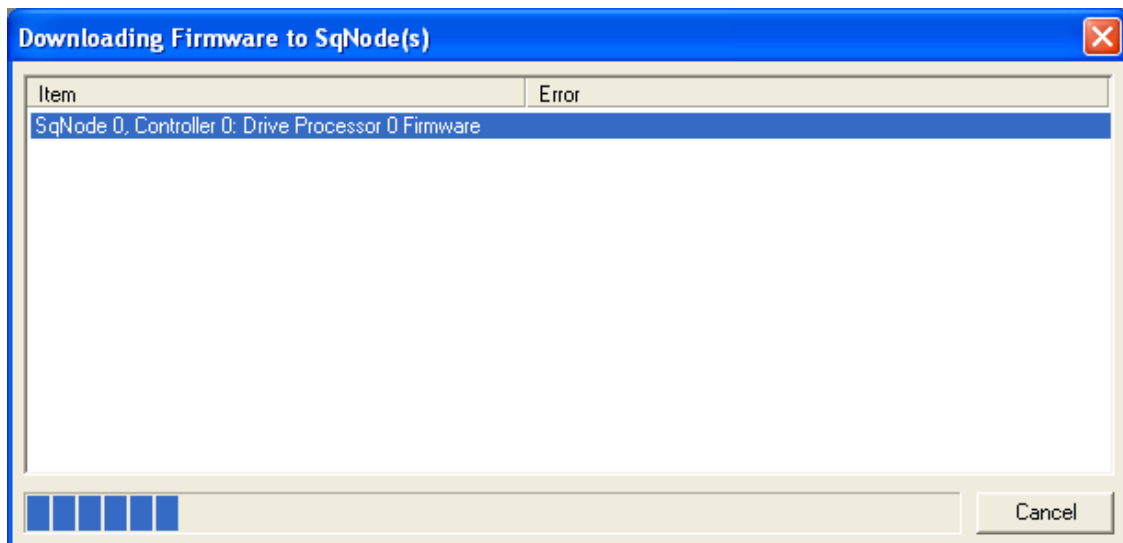 Downloading Firmware to SqNode(s)
Item Error
SqNode 0, Controller 0: Drive Processor 0 Firmware
Cancel